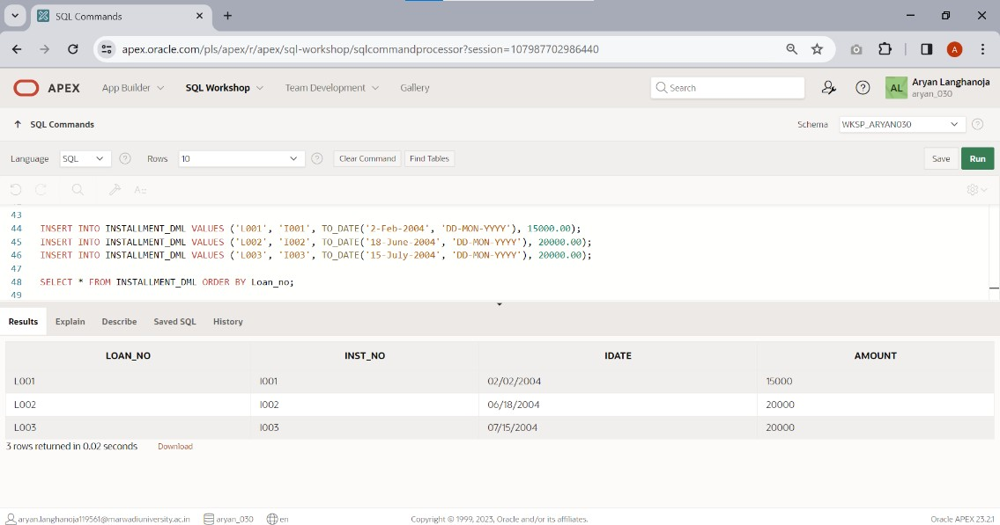 SQL Commands
apex.oracle.com/pls/apex/r/apex/sql-workshop/sqlcommandprocessor?session=107987702986440
A
APEX App Builder SQL Workshop Team Development Gallery Search AL Aryan Langhanoja
aryan_030
SQL Commands Schema WKSP_ARYAN030
Language SQL Rows 10 Clear Command Find Tables Save Run
43
44 INSERT INTO INSTALLMENT_DML VALUES ('L001', 'I001', TO_DATE('2-Feb-2004', 'DD-MON-YYYY'), 15000.00);
45 INSERT INTO INSTALLMENT_DML VALUES ('L002', 'I002', TO_DATE('18-June-2004', 'DD-MON-YYYY'), 20000.00);
46 INSERT INTO INSTALLMENT_DML VALUES ('L003', 'I003', TO_DATE('15-July-2004', 'DD-MON-YYYY'), 20000.00);
47
48 SELECT * FROM INSTALLMENT_DML ORDER BY Loan_no;
49
Results Explain Describe Saved SQL History
LOAN_NO INST_NO IDATE AMOUNT
L001 I001 02/02/2004 15000
L002 I002 06/18/2004 20000
L003 I003 07/15/2004 20000
3 rows returned in 0.02 seconds Download
aryan.langhanoja119561@marwadiuniversity.ac.in aryan_030 en Copyright © 1999, 2023, Oracle and/or its affiliates. Oracle APEX 23.2.1